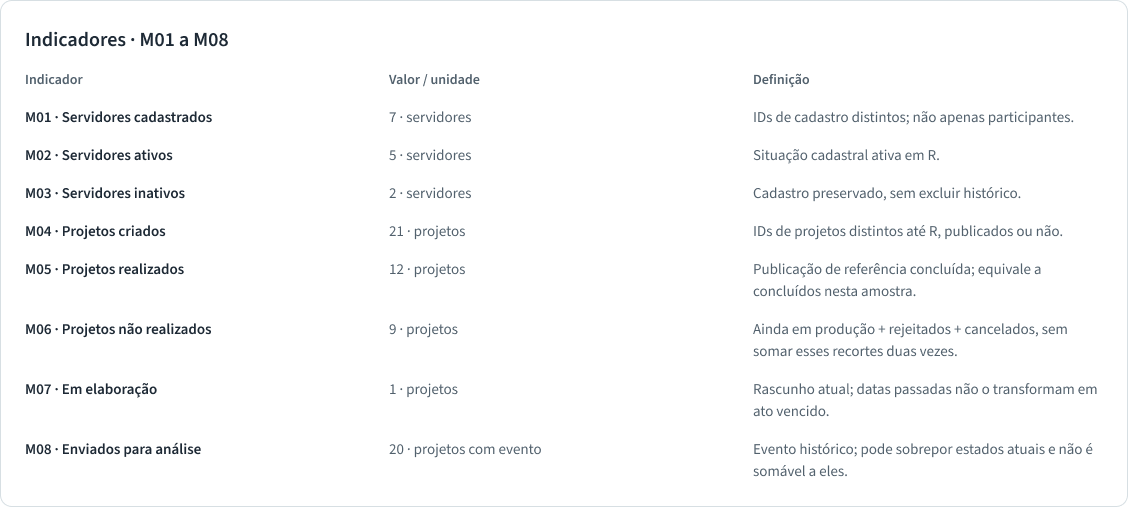 Indicadores · M01 a M08
Indicador Valor / unidade Definição
M01 · Servidores cadastrados 7 · servidores IDs de cadastro distintos; não apenas participantes.
M02 · Servidores ativos 5 · servidores Situação cadastral ativa em R.
M03 · Servidores inativos 2 · servidores Cadastro preservado, sem excluir histórico.
M04 · Projetos criados 21 · projetos IDs de projetos distintos até R, publicados ou não.
M05 · Projetos realizados 12 · projetos Publicação de referência concluída; equivale a
concluídos nesta amostra.
M06 · Projetos não realizados 9 · projetos Ainda em produção + rejeitados + cancelados, sem
somar esses recortes duas vezes.
M07 · Em elaboração 1 · projetos Rascunho atual; datas passadas não o transformam em
ato vencido.
M08 · Enviados para análise 20 · projetos com evento Evento histórico; pode sobrepor estados atuais e não é
somável a eles.